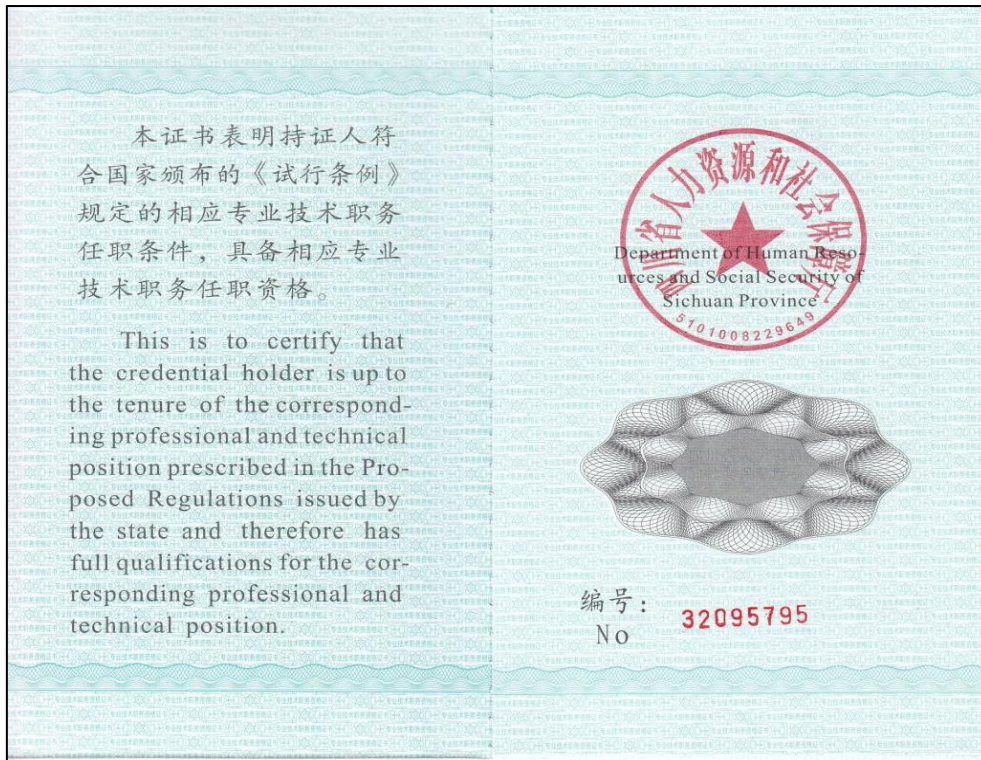 本证书表明持证人符
合国家颁布的《试行条例》
规定的相应专业技术职务
任职条件，具备相应专业
技术职务任职资格。
This is to certify that
the credential holder is up to
the tenure of the correspond-
ing professional and technical
position prescribed in the Pro-
posed Regulations issued by
the state and therefore has
full qualifications for the cor-
responding professional and
technical position.
四川省人力资源和社会保障厅
Department of Human Reso-
urces and Social Security of
Sichuan Province
5101008229649
编号：
No 32095795